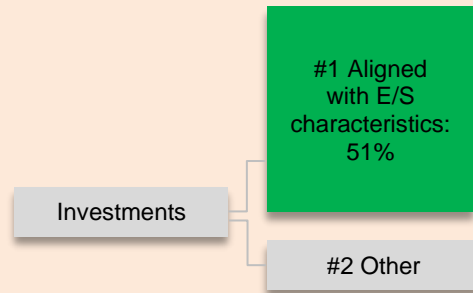 #1 Aligned
with E/S
characteristics:
51%
Investments
#2 Other